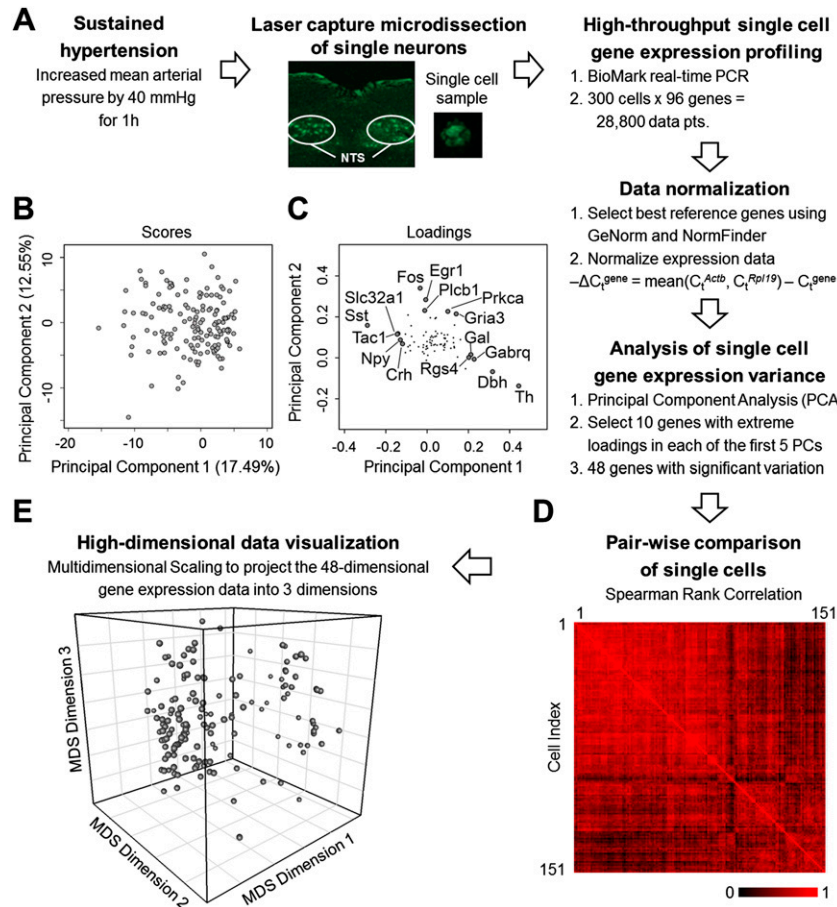 A
Sustained
hypertension
Increased mean arterial
pressure by 40 mmHg
for 1h
Laser capture microdissection
of single neurons
Single cell
sample
NTS
High-throughput single cell
gene expression profiling
1. BioMark real-time PCR
2. 300 cells x 96 genes =
28,800 data pts.
Data normalization
1. Select best reference genes using
GeNorm and NormFinder
2. Normalize expression data
–ΔCₜᵍᵉⁿᵉ = mean(Cₜ^Actb, Cₜ^Rpl19) – Cₜᵍᵉⁿᵉ
Analysis of single cell
gene expression variance
1. Principal Component Analysis (PCA
2. Select 10 genes with extreme
loadings in each of the first 5 PCs
3. 48 genes with significant variation
B
Scores
Principal Component 2 (12.55%)
10
0
-10
-20
-10
0
10
Principal Component 1 (17.49%)
C
Loadings
Principal Component 2
0.4
0.2
0.0
-0.2
Fos
Egr1
Plcb1
Prkca
Gria3
Slc32a1
Sst
Tac1
Npy
Crh
Gal
Gabrq
Rgs4
Dbh
Th
-0.2
0.0
0.2
0.4
Principal Component 1
D
Pair-wise comparison
of single cells
Spearman Rank Correlation
1
151
1
Cell Index
151
0
1
E
High-dimensional data visualization
Multidimensional Scaling to project the 48-dimensional
gene expression data into 3 dimensions
MDS Dimension 3
MDS Dimension 2
MDS Dimension 1